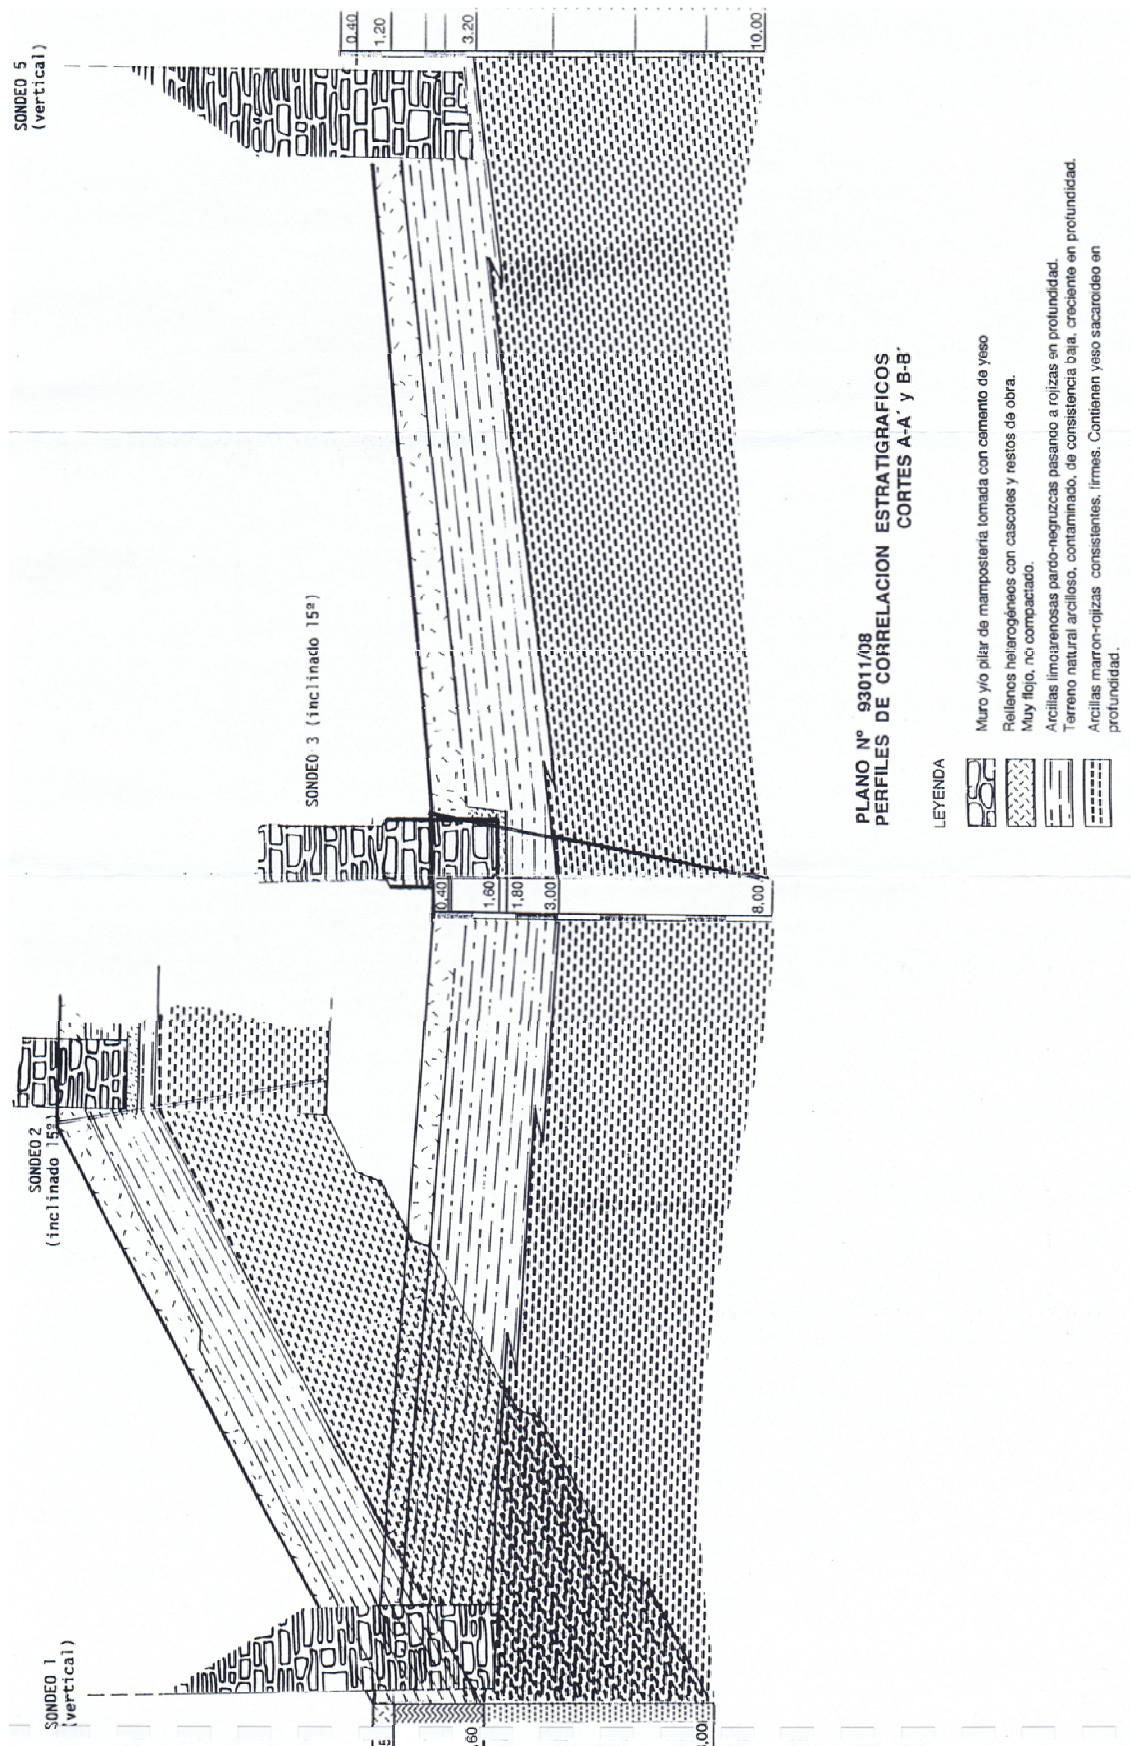 SONDEO 1
(vertical)
SONDEO 2
(inclinado 15º)
SONDEO 3 (inclinado 15º)
SONDEO 5
(vertical)
0.40
1.60
1.80
3.00
8.00
0.40
1.20
3.20
10.00
PLANO Nº 93011/08
PERFILES DE CORRELACION ESTRATIGRAFICOS
CORTES A-A´ y B-B´
LEYENDA
Muro y/o pilar de mampostería tomada con cemento de yeso
Rellenos heterogéneos con cascotes y restos de obra.
Muy flojo, no compactado.
Arcillas limoarenosas pardo-negruzcas pasando a rojizas en profundidad.
Terreno natural arcilloso, contaminado, de consistencia baja, creciente en profundidad.
Arcillas marron-rojizas consistentes, firmes. Contienen yeso sacaroideo en
profundidad.